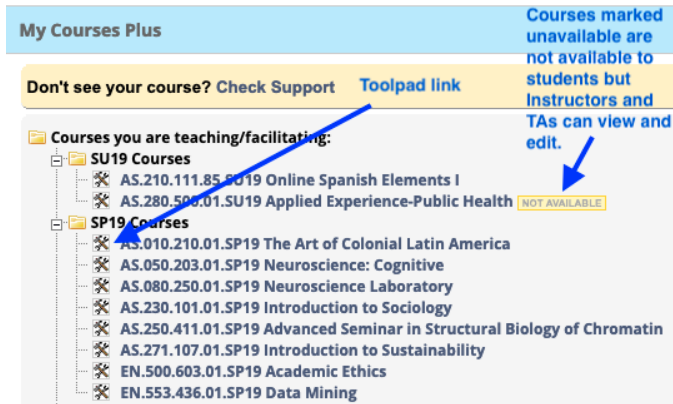 My Courses Plus
Courses marked
unavailable are
not available to
students but
Instructors and
TAs can view and
edit.
Don't see your course? Check Support
Toolpad link
Courses you are teaching/facilitating:
SU19 Courses
AS.210.111.85.SU19 Online Spanish Elements I
AS.280.500.01.SU19 Applied Experience-Public Health NOT AVAILABLE
SP19 Courses
AS.010.210.01.SP19 The Art of Colonial Latin America
AS.050.203.01.SP19 Neuroscience: Cognitive
AS.080.250.01.SP19 Neuroscience Laboratory
AS.230.101.01.SP19 Introduction to Sociology
AS.250.411.01.SP19 Advanced Seminar in Structural Biology of Chromatin
AS.271.107.01.SP19 Introduction to Sustainability
EN.500.603.01.SP19 Academic Ethics
EN.553.436.01.SP19 Data Mining